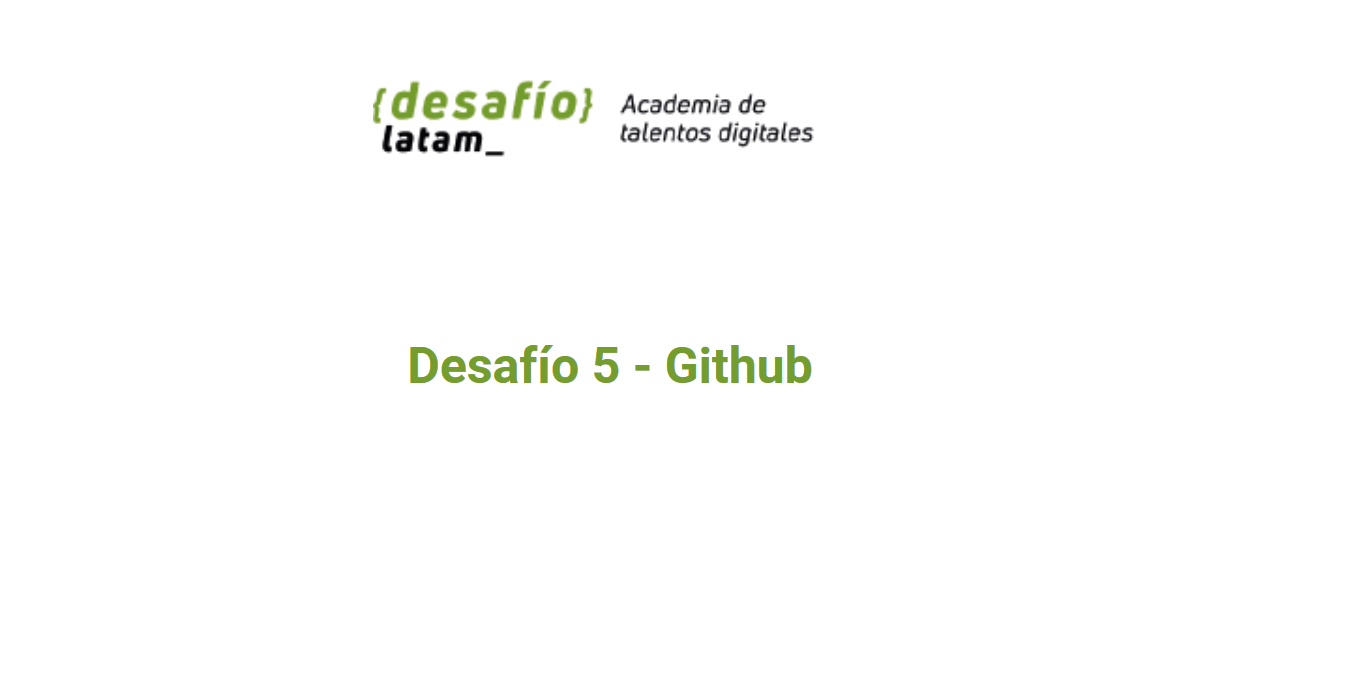 {desafío}
latam_
Academia de
talentos digitales
Desafío 5 - Github